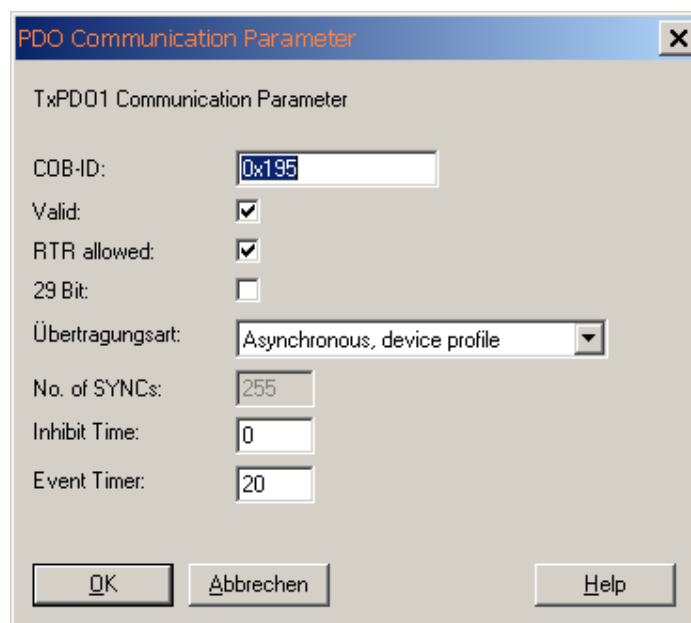 PDO Communication Parameter
TxPDO1 Communication Parameter
COB-ID: 0x195
Valid:
RTR allowed:
29 Bit:
Übertragungsart: Asynchronous, device profile
No. of SYNCs: 255
Inhibit Time: 0
Event Timer: 20
OK Abbrechen Help